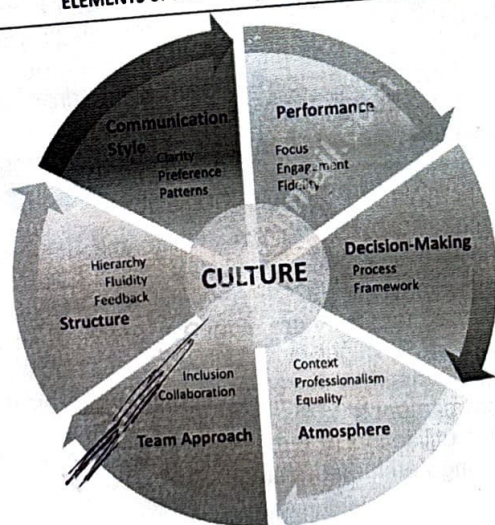 ELEMENTS
Communication
Style
Clarity
Preference
Patterns
Performance
Focus
Engagement
Fidelity
Decision-Making
Process
Framework
Context
Professionalism
Equality
Atmosphere
Inclusion
Collaboration
Team Approach
Hierarchy
Fluidity
Feedback
Structure
CULTURE